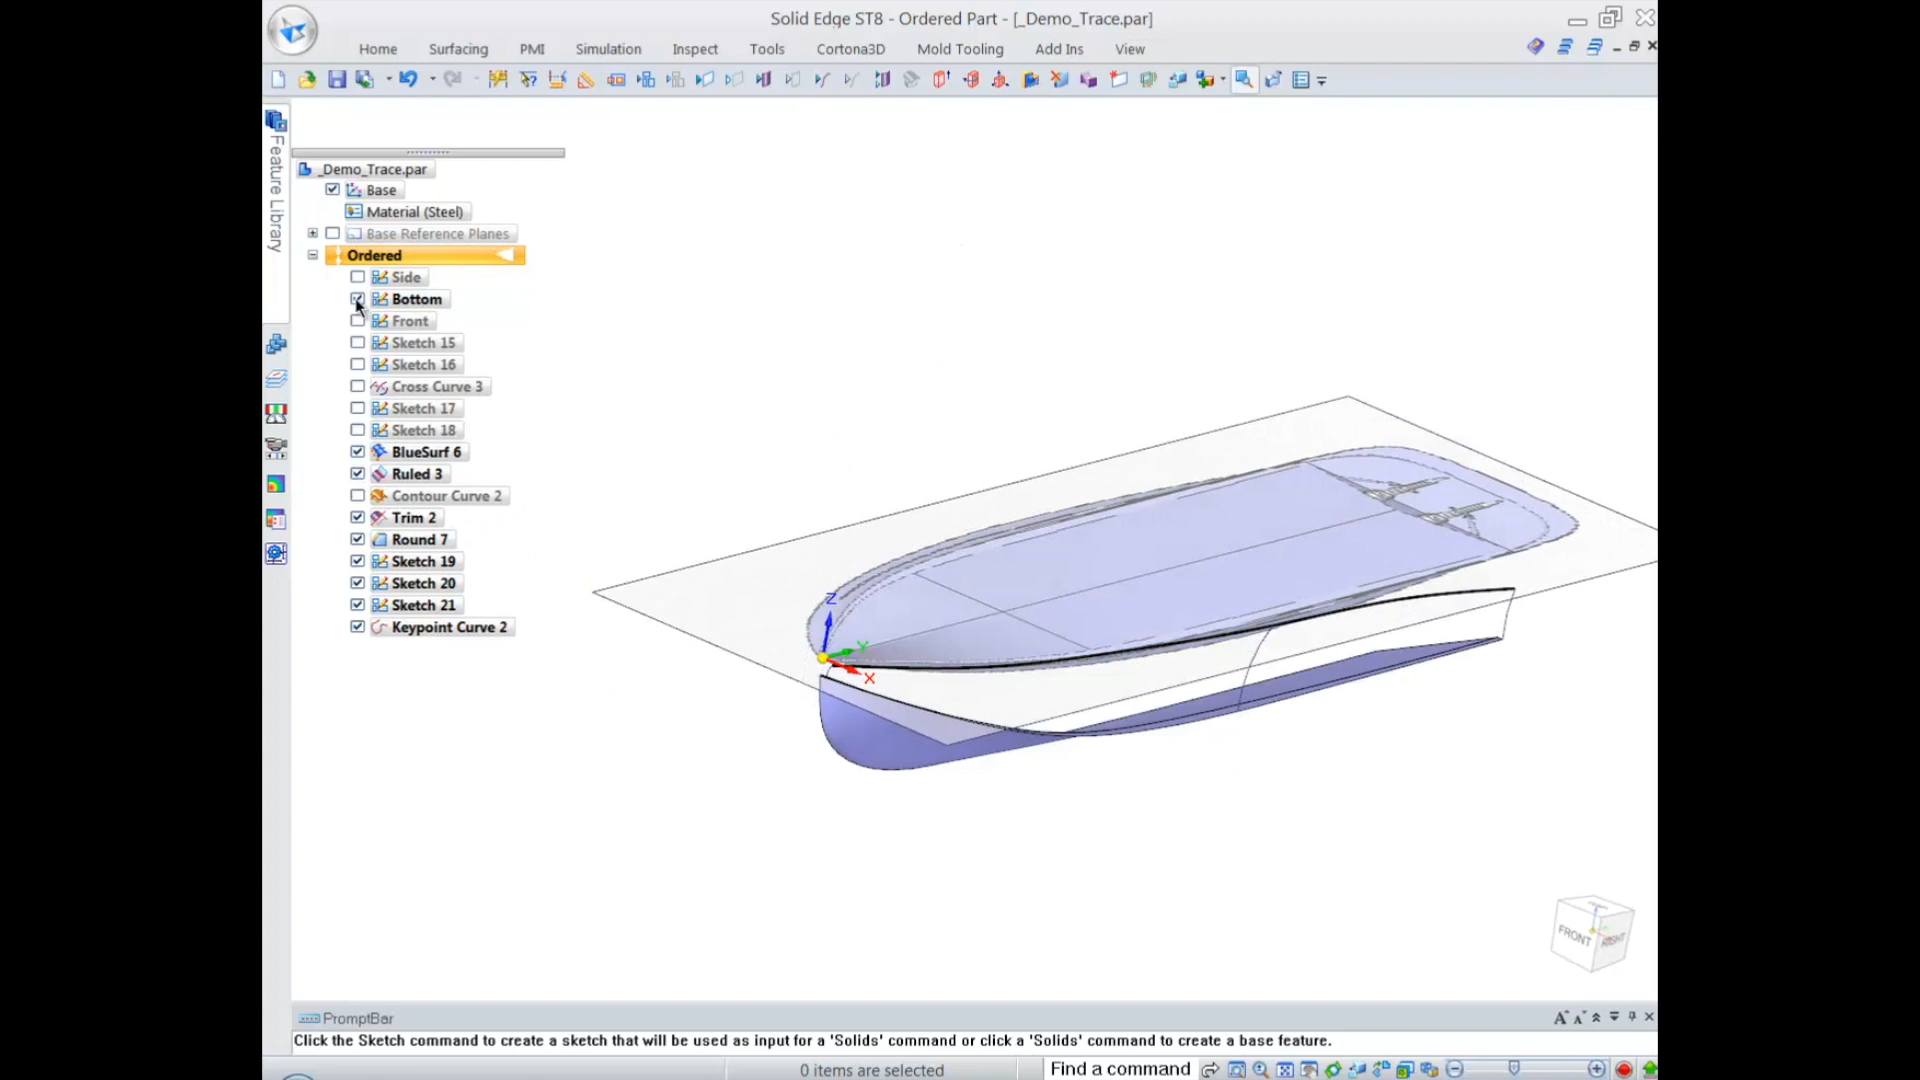 Solid Edge ST8 - Ordered Part - [_Demo_Trace.par]
Home Surfacing PMI Simulation Inspect Tools Cortona3D Mold Tooling Add Ins View
Feature Library
_Demo_Trace.par
Base
Material (Steel)
Base Reference Planes
Ordered
Side
Bottom
Front
Sketch 15
Sketch 16
Cross Curve 3
Sketch 17
Sketch 18
BlueSurf 6
Ruled 3
Contour Curve 2
Trim 2
Round 7
Sketch 19
Sketch 20
Sketch 21
Keypoint Curve 2
Z
Y
X
FRONT RIGHT
PromptBar
Click the Sketch command to create a sketch that will be used as input for a 'Solids' command or click a 'Solids' command to create a base feature.
0 items are selected Find a command